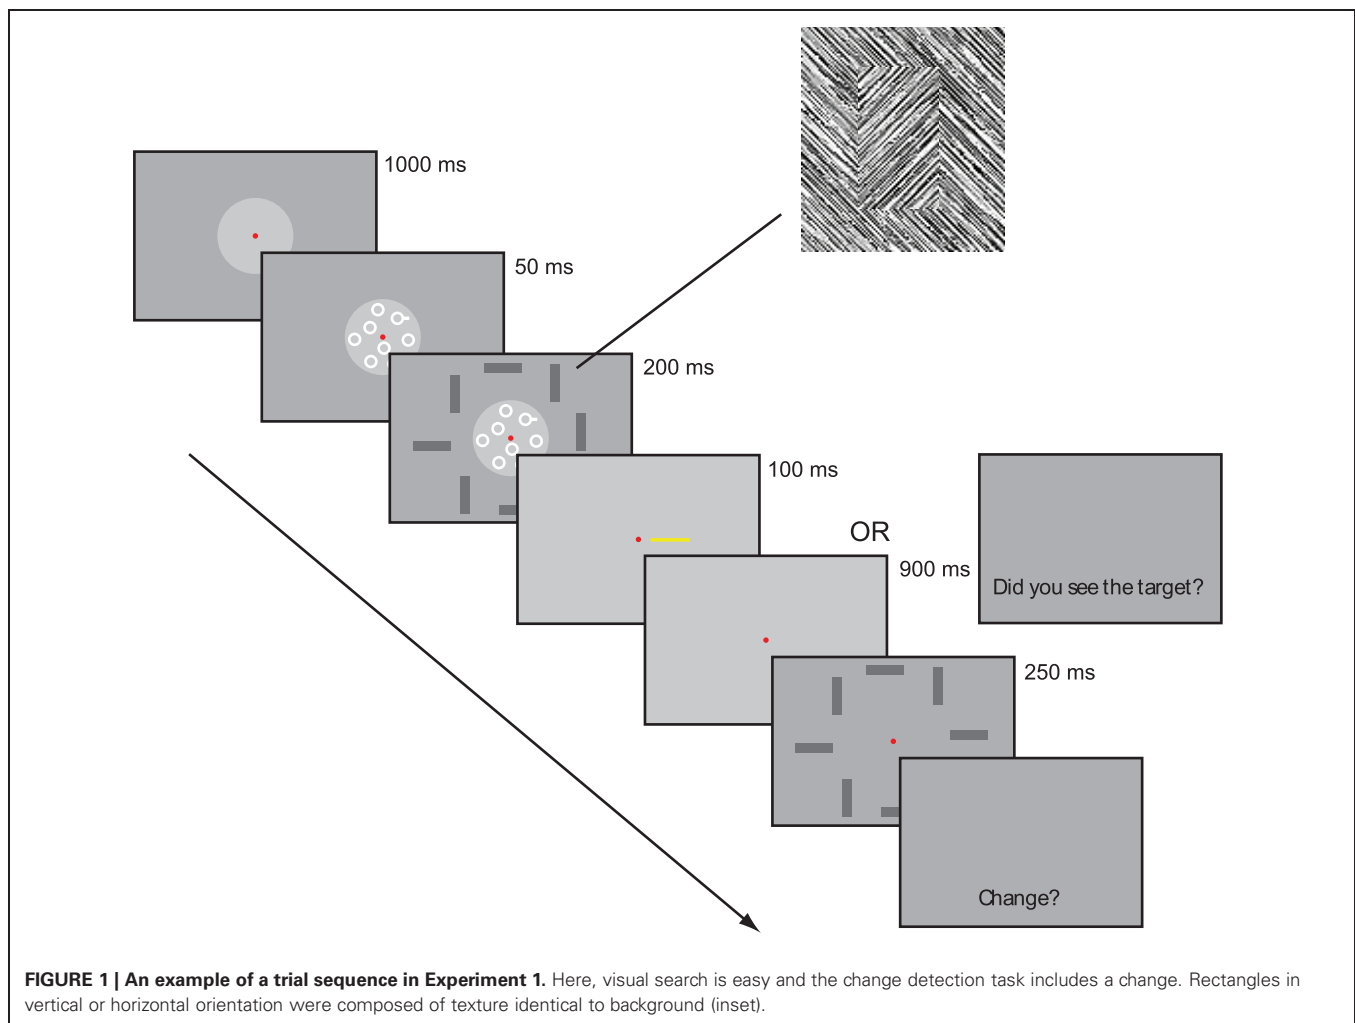 1000 ms
50 ms
200 ms
100 ms
OR
900 ms
Did you see the target?
250 ms
Change?
FIGURE 1 | An example of a trial sequence in Experiment 1. Here, visual search is easy and the change detection task includes a change. Rectangles in
vertical or horizontal orientation were composed of texture identical to background (inset).